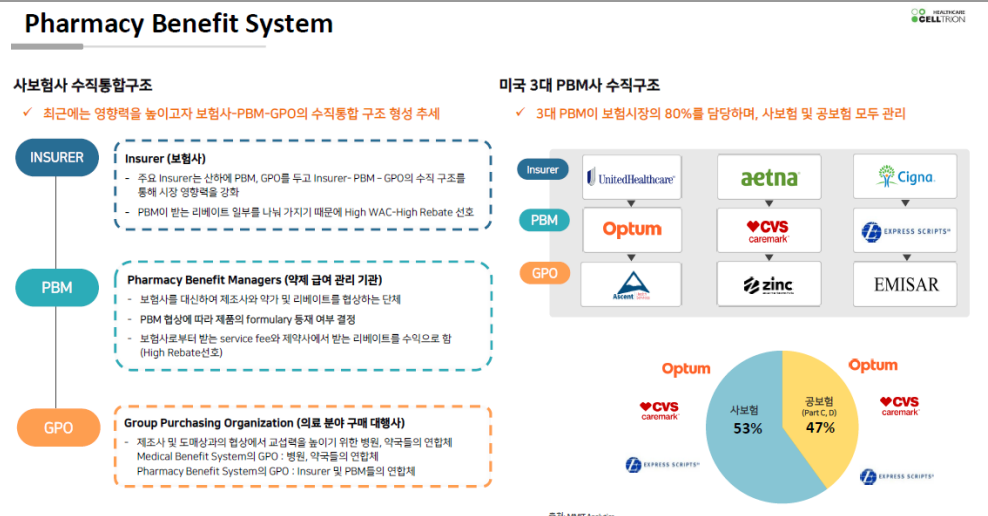 Pharmacy Benefit System
HEALTHCARE
CELLTRION
사보험사 수직통합구조
✓ 최근에는 영향력을 높이고자 보험사-PBM-GPO의 수직통합 구조 형성 추세
INSURER
Insurer (보험사)
- 주요 Insurer는 산하에 PBM, GPO를 두고 Insurer- PBM – GPO의 수직 구조를
통해 시장 영향력을 강화
- PBM이 받는 리베이트 일부를 나눠 가지기 때문에 High WAC-High Rebate 선호
PBM
Pharmacy Benefit Managers (약제 급여 관리 기관)
- 보험사를 대신하여 제조사와 약가 및 리베이트를 협상하는 단체
- PBM 협상에 따라 제품의 formulary 등재 여부 결정
- 보험사로부터 받는 service fee와 제약사에서 받는 리베이트를 수익으로 함
(High Rebate선호)
GPO
Group Purchasing Organization (의료 분야 구매 대행사)
- 제조사 및 도매상과의 협상에서 교섭력을 높이기 위한 병원, 약국들의 연합체
Medical Benefit System의 GPO : 병원, 약국들의 연합체
Pharmacy Benefit System의 GPO : Insurer 및 PBM들의 연합체
미국 3대 PBM사 수직구조
✓ 3대 PBM이 보험시장의 80%를 담당하며, 사보험 및 공보험 모두 관리
Insurer
UnitedHealthcare
aetna
Cigna
PBM
Optum
CVS
caremark
EXPRESS SCRIPTS
GPO
Ascent
zinc
EMISAR
Optum
CVS
caremark
EXPRESS SCRIPTS
사보험
53%
공보험
(Part C, D)
47%
Optum
CVS
caremark
EXPRESS SCRIPTS